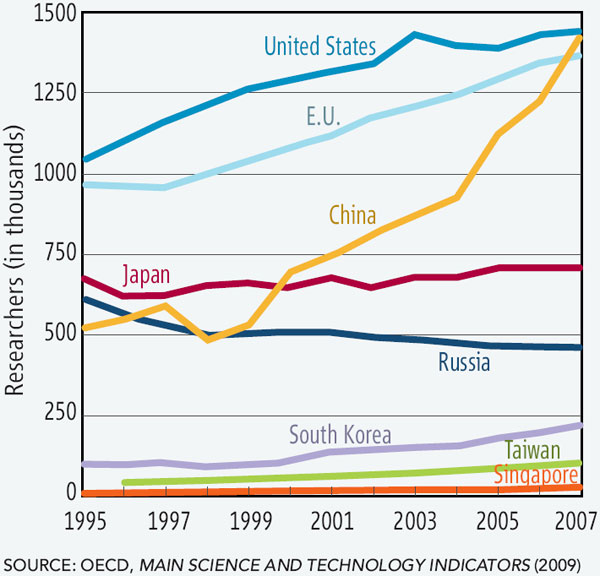 1500
United States
1250
E.U.
1000
China
750
Japan
500
Russia
250
South Korea
Taiwan
Singapore
0
Researchers (in thousands)
1995 1997 1999 2001 2003 2005 2007
SOURCE: OECD, MAIN SCIENCE AND TECHNOLOGY INDICATORS (2009)